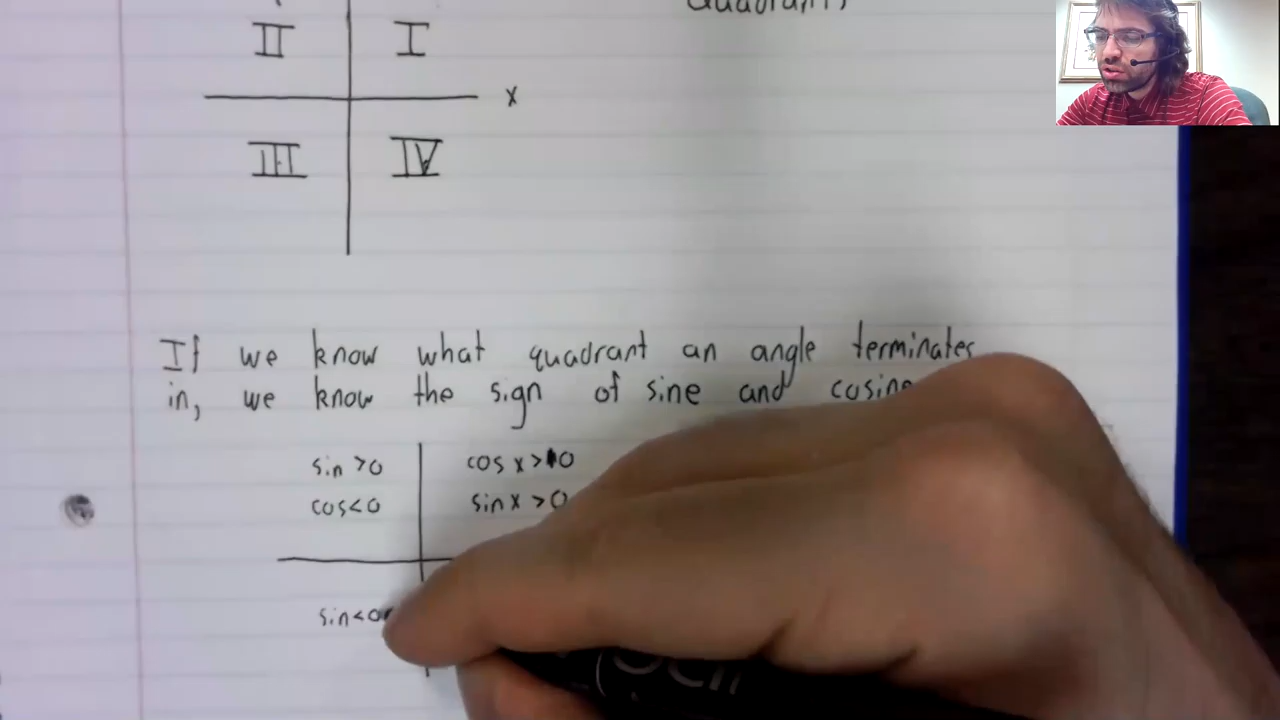 Quadrants
II I
x
III IV
If we know what quadrant an angle terminates
in, we know the sign of sine and cosine
sin >0 cos x > 0
cos<0 sin x >0
sin<0